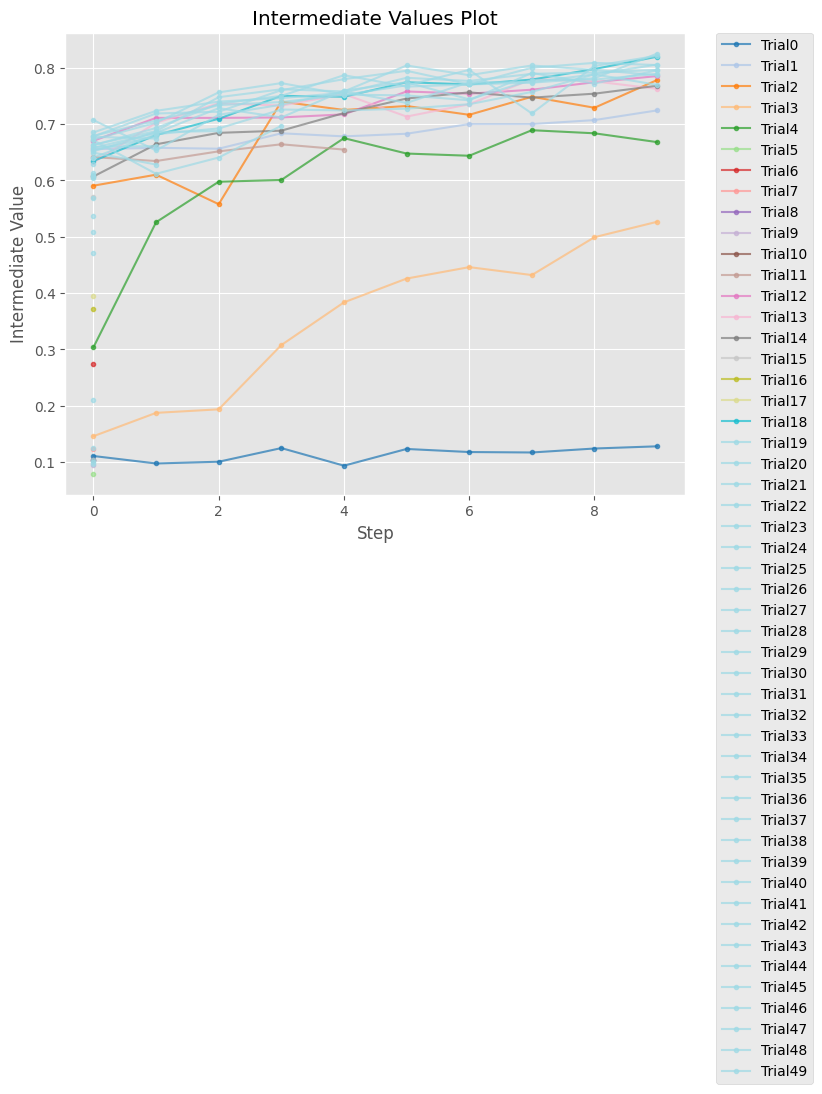 Intermediate Values Plot
Intermediate Value
0.8
0.7
0.6
0.5
0.4
0.3
0.2
0.1
0 2 4 6 8
Step
Trial0
Trial1
Trial2
Trial3
Trial4
Trial5
Trial6
Trial7
Trial8
Trial9
Trial10
Trial11
Trial12
Trial13
Trial14
Trial15
Trial16
Trial17
Trial18
Trial19
Trial20
Trial21
Trial22
Trial23
Trial24
Trial25
Trial26
Trial27
Trial28
Trial29
Trial30
Trial31
Trial32
Trial33
Trial34
Trial35
Trial36
Trial37
Trial38
Trial39
Trial40
Trial41
Trial42
Trial43
Trial44
Trial45
Trial46
Trial47
Trial48
Trial49